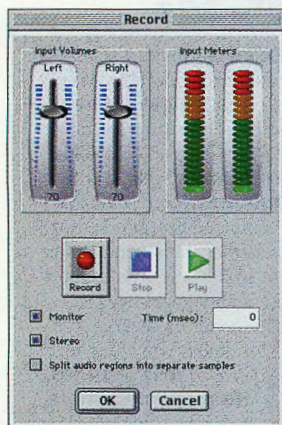 Record
Input Volumes
Input Meters
Left
Right
70
70
Record
Stop
Play
Monitor
Time (msec):
0
Stereo
Split audio regions into separate samples
OK
Cancel